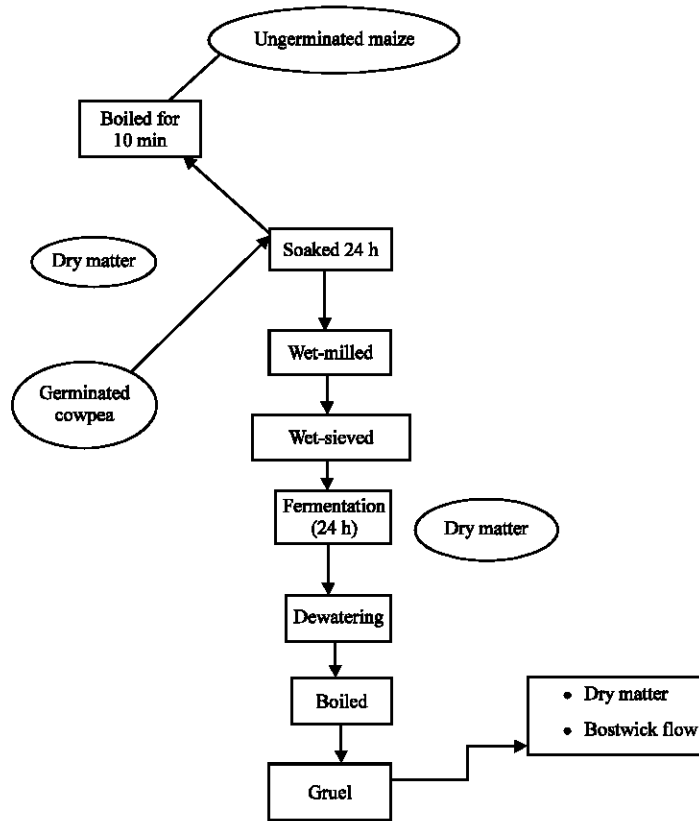 Ungerminated maize
Boiled for
10 min
Soaked 24 h
Dry matter
Wet-milled
Germinated
cowpea
Wet-sieved
Fermentation
(24 h)
Dry matter
Dewatering
Boiled
• Dry matter
• Bostwick flow
Gruel